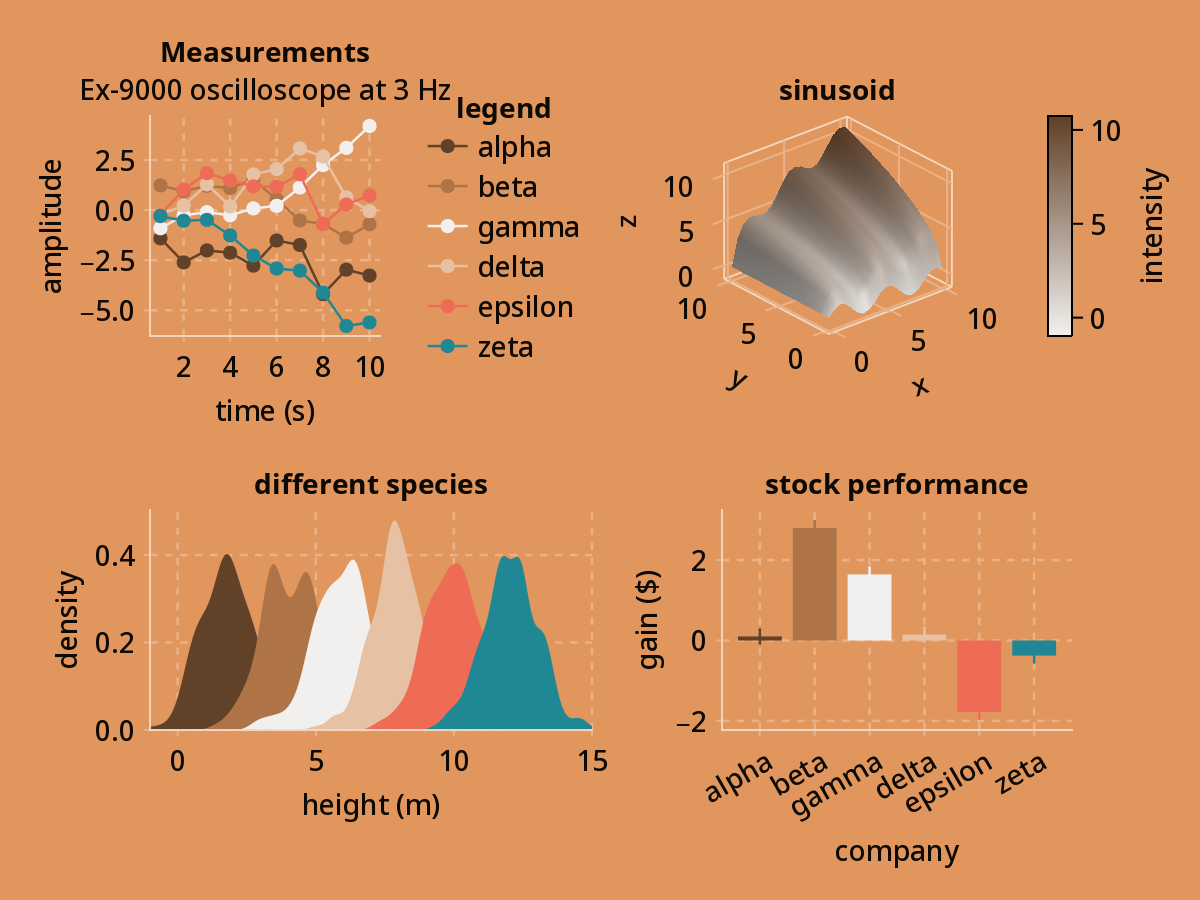 Measurements
Ex-9000 oscilloscope at 3 Hz
amplitude
2.5
0.0
−2.5
−5.0
2 4 6 8 10
time (s)
legend
alpha
beta
gamma
delta
epsilon
zeta
sinusoid
z
10
5
0
10
5
0
y
0
5
10
x
10
5
0
intensity
different species
density
0.4
0.2
0.0
0 5 10 15
height (m)
stock performance
gain ($)
2
0
−2
alpha beta gamma delta epsilon zeta
company